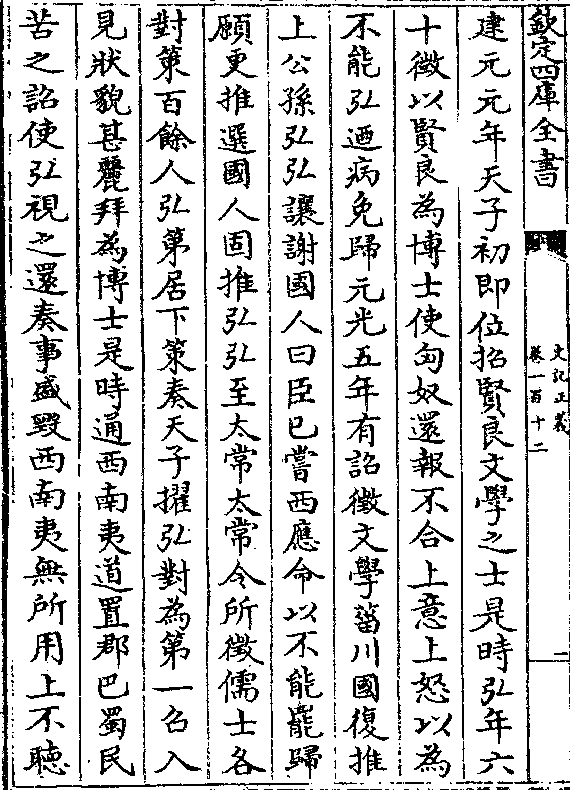 欽定四庫全書
史記正義
卷一百十二
一
建元元年天子初即位招賢良文學之士是時弘年六
十徵以賢良為博士使匈奴還報不合上意上怒以為
不能弘迺病免歸元光五年有詔徵文學菑川國復推
上公孫弘弘讓謝國人曰臣已嘗西應命以不能罷歸
願更推選國人固推弘弘至太常太常令所徵儒士各
對策百餘人弘第居下策奏天子擢弘對為第一召入
見狀貌甚麗拜為博士是時通西南夷道置郡巴蜀民
苦之詔使弘視之還奏事盛毀西南夷無所用上不聽